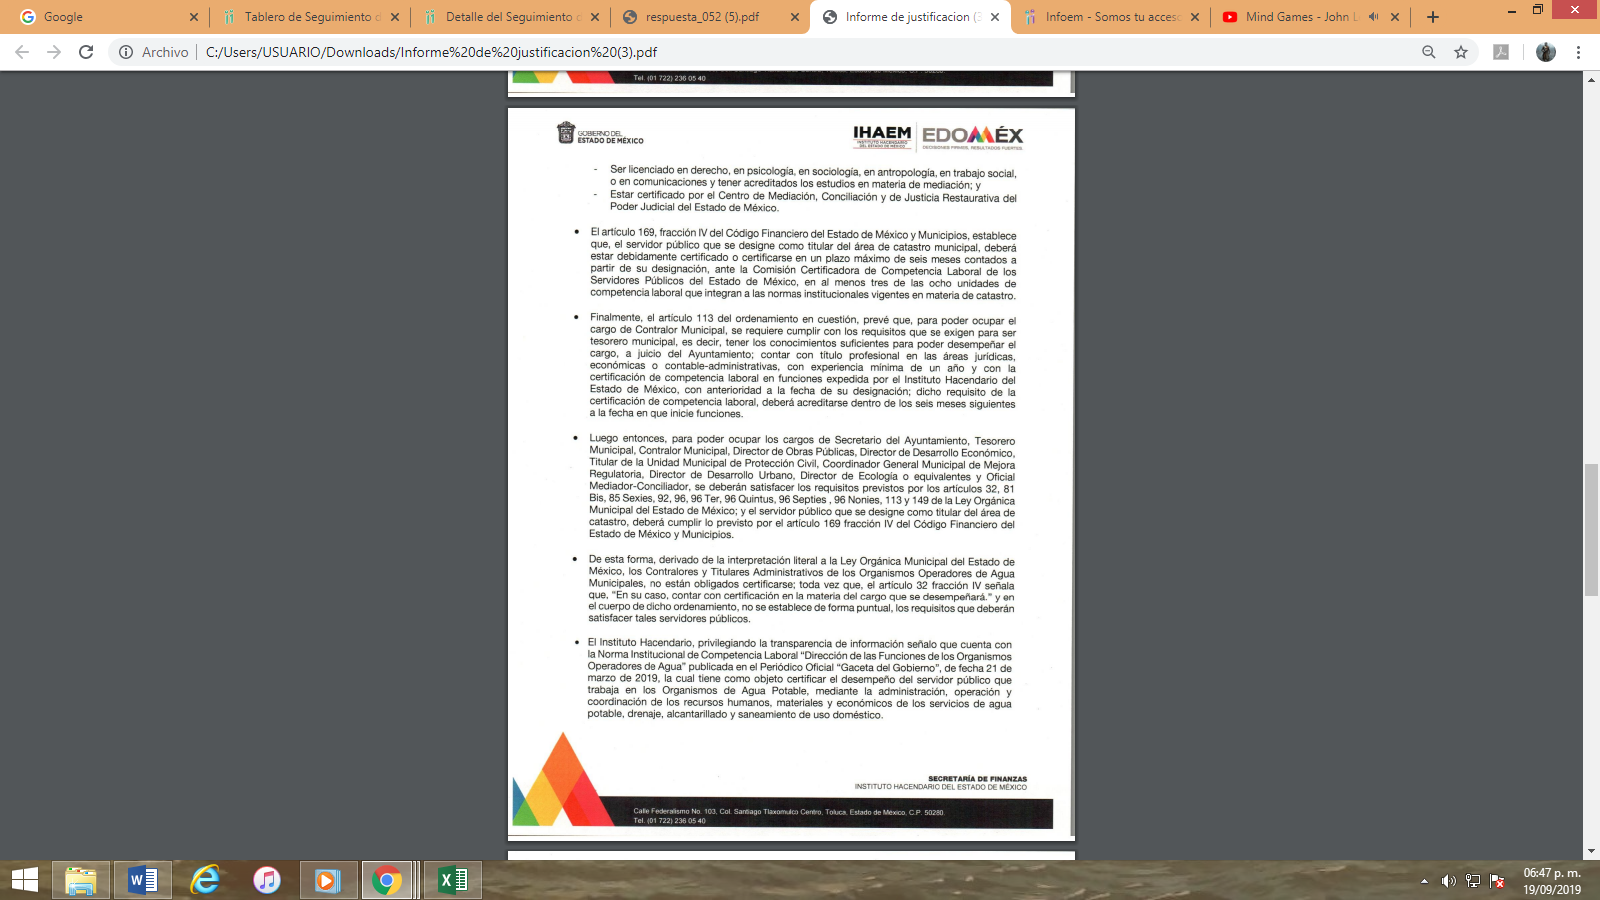 Google
Tablero de Seguimiento d
Detalle del Seguimiento d
respuesta_052 (5).pdf
Informe de justificacion (3
Infoem - Somos tu acceso
Mind Games - John L
Archivo
C:/Users/USUARIO/Downloads/Informe%20de%20justificacion%20(3).pdf
Tel. (01 722) 236 05 40
GOBIERNO DEL
ESTADO DE MÉXICO
IHAEM
INSTITUTO HACENDARIO
DEL ESTADO DE MÉXICO
EDOMÉX
DECISIONES FIRMES, RESULTADOS FUERTES.
- Ser licenciado en derecho, en psicología, en sociología, en antropología, en trabajo social,
o en comunicaciones y tener acreditados los estudios en materia de mediación; y
- Estar certificado por el Centro de Mediación, Conciliación y de Justicia Restaurativa del
Poder Judicial del Estado de México.
• El artículo 169, fracción IV del Código Financiero del Estado de México y Municipios, establece
que, el servidor público que se designe como titular del área de catastro municipal, deberá
estar debidamente certificado o certificarse en un plazo máximo de seis meses contados a
partir de su designación, ante la Comisión Certificadora de Competencia Laboral de los
Servidores Públicos del Estado de México, en al menos tres de las ocho unidades de
competencia laboral que integran a las normas institucionales vigentes en materia de catastro.
• Finalmente, el artículo 113 del ordenamiento en cuestión, prevé que, para poder ocupar el
cargo de Contralor Municipal, se requiere cumplir con los requisitos que se exigen para ser
tesorero municipal, es decir, tener los conocimientos suficientes para poder desempeñar el
cargo, a juicio del Ayuntamiento; contar con título profesional en las áreas jurídicas,
económicas o contable-administrativas, con experiencia mínima de un año y con la
certificación de competencia laboral en funciones expedida por el Instituto Hacendario del
Estado de México, con anterioridad a la fecha de su designación; dicho requisito de la
certificación de competencia laboral, deberá acreditarse dentro de los seis meses siguientes
a la fecha en que inicie funciones.
• Luego entonces, para poder ocupar los cargos de Secretario del Ayuntamiento, Tesorero
Municipal, Contralor Municipal, Director de Obras Públicas, Director de Desarrollo Económico,
Titular de la Unidad Municipal de Protección Civil, Coordinador General Municipal de Mejora
Regulatoria, Director de Desarrollo Urbano, Director de Ecología o equivalentes y Oficial
Mediador-Conciliador, se deberán satisfacer los requisitos previstos por los artículos 32, 81
Bis, 85 Sexies, 92, 96, 96 Ter, 96 Quintus, 96 Septies , 96 Nonies, 113 y 149 de la Ley Orgánica
Municipal del Estado de México; y el servidor público que se designe como titular del área de
catastro, deberá cumplir lo previsto por el artículo 169 fracción IV del Código Financiero del
Estado de México y Municipios.
• De esta forma, derivado de la interpretación literal a la Ley Orgánica Municipal del Estado de
México, los Contralores y Titulares Administrativos de los Organismos Operadores de Agua
Municipales, no están obligados certificarse; toda vez que, el artículo 32 fracción IV señala
que, "En su caso, contar con certificación en la materia del cargo que se desempeñará." y en
el cuerpo de dicho ordenamiento, no se establece de forma puntual, los requisitos que deberán
satisfacer tales servidores públicos.
• El Instituto Hacendario, privilegiando la transparencia de información señalo que cuenta con
la Norma Institucional de Competencia Laboral "Dirección de las Funciones de los Organismos
Operadores de Agua" publicada en el Periódico Oficial "Gaceta del Gobierno", de fecha 21 de
marzo de 2019, la cual tiene como objeto certificar el desempeño del servidor público que
trabaja en los Organismos de Agua Potable, mediante la administración, operación y
coordinación de los recursos humanos, materiales y económicos de los servicios de agua
potable, drenaje, alcantarillado y saneamiento de uso doméstico.
SECRETARÍA DE FINANZAS
INSTITUTO HACENDARIO DEL ESTADO DE MÉXICO
Calle Federalismo No. 103, Col. Santiago Tlaxomulco Centro, Toluca, Estado de México, C.P. 50280.
Tel. (01 722) 236 05 40
06:47 p. m.
19/09/2019